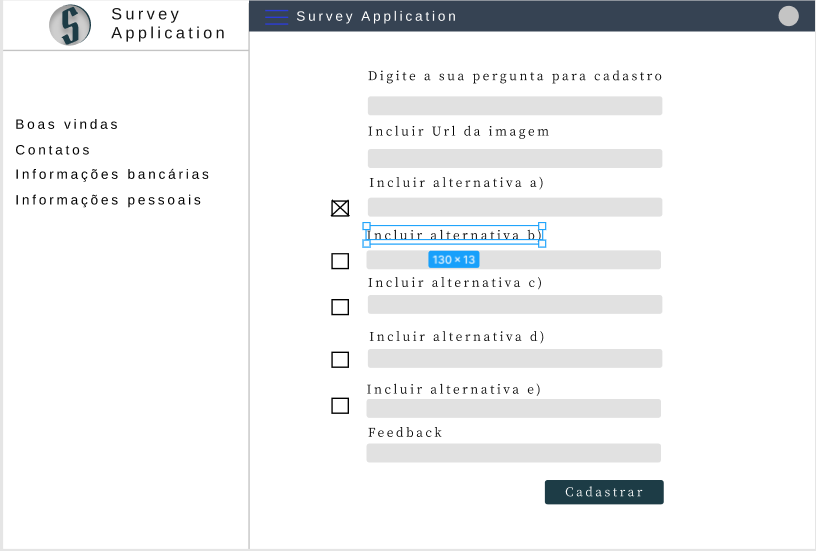 Survey
Application
Survey Application
Boas vindas
Contatos
Informações bancárias
Informações pessoais
Digite a sua pergunta para cadastro
Incluir Url da imagem
Incluir alternativa a)
Incluir alternativa b)
130 × 13
Incluir alternativa c)
Incluir alternativa d)
Incluir alternativa e)
Feedback
Cadastrar